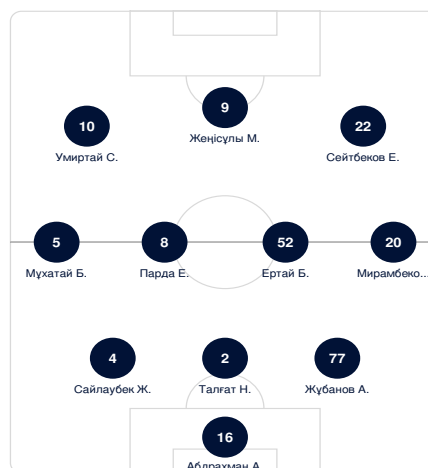 9
Жеңісұлы М.
10
22
Умиртай С.
Сейтбеков Е.
5
8
52
20
Мұхатай Б.
Парда Е.
Ертай Б.
Мирамбеко...
4
2
77
Сайлаубек Ж.
Талғат Н.
Жұбанов А.
16
Абдрахман А.